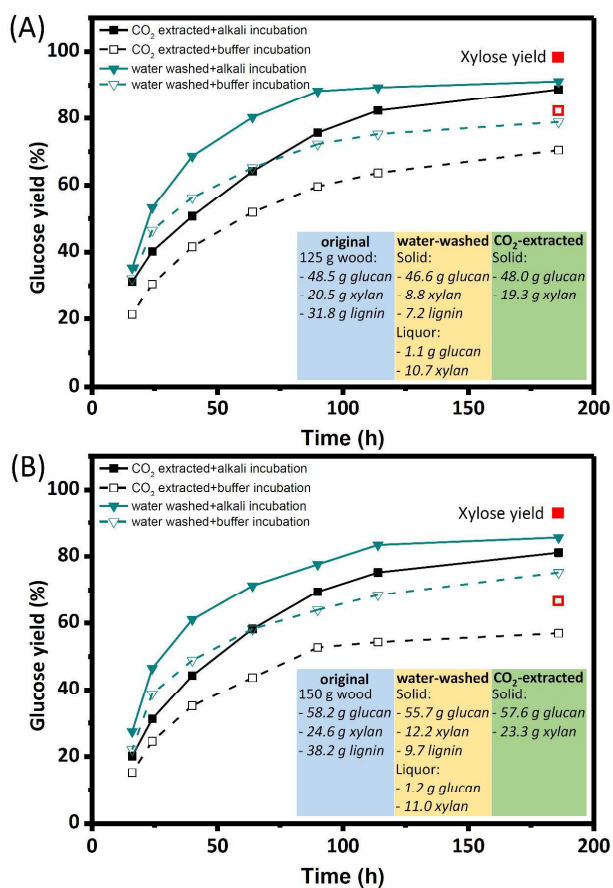 (A)
CO₂ extracted+alkali incubation
CO₂ extracted+buffer incubation
water washed+alkali incubation
water washed+buffer incubation
Xylose yield
Glucose yield (%)
100
80
60
40
20
0
original
125 g wood:
- 48.5 g glucan
- 20.5 g xylan
- 31.8 g lignin
water-washed
Solid:
- 46.6 g glucan
- 8.8 xylan
- 7.2 lignin
Liquor:
- 1.1 g glucan
- 10.7 xylan
CO₂-extracted
Solid:
- 48.0 g glucan
- 19.3 g xylan
0
50
100
150
200
Time (h)
(B)
CO₂ extracted+alkali incubation
CO₂ extracted+buffer incubation
water washed+alkali incubation
water washed+buffer incubation
Xylose yield
Glucose yield (%)
100
80
60
40
20
0
original
150 g wood
- 58.2 g glucan
- 24.6 g xylan
- 38.2 g lignin
water-washed
Solid:
- 55.7 g glucan
- 12.2 xylan
- 9.7 lignin
Liquor:
- 1.2 g glucan
- 11.0 xylan
CO₂-extracted
Solid:
- 57.6 g glucan
- 23.3 g xylan
0
50
100
150
200
Time (h)